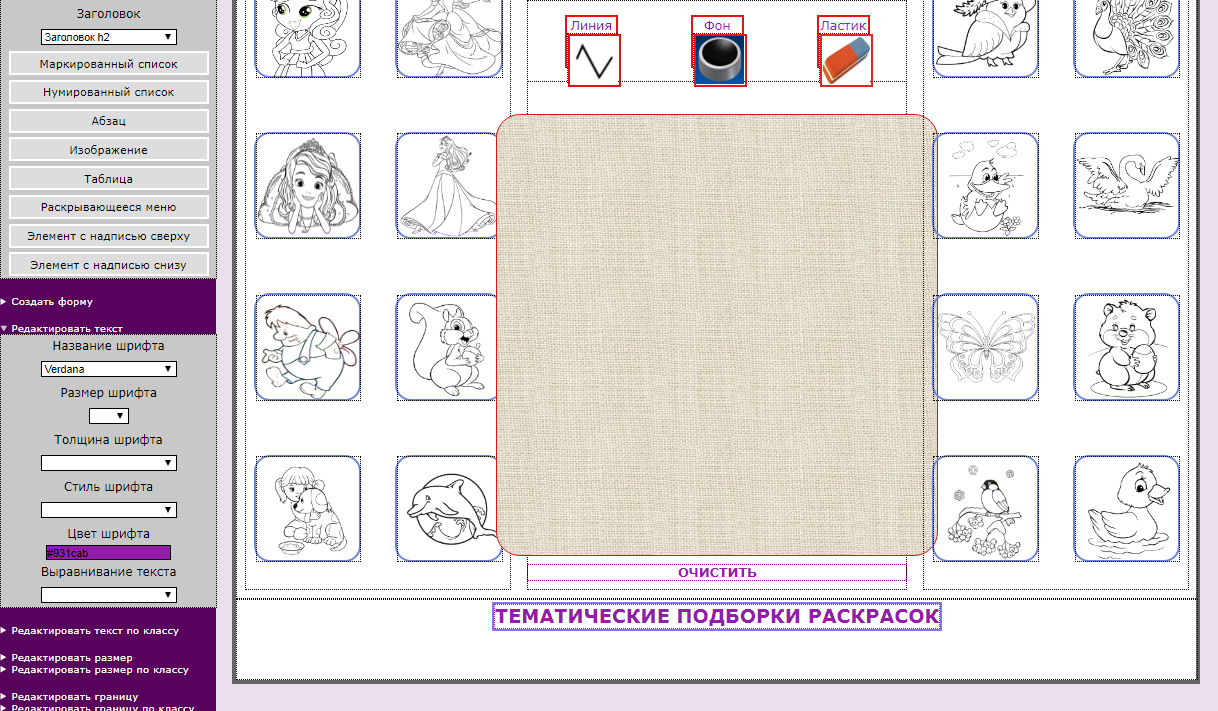 Заголовок
Заголовок h2
Маркированный список
Нумированный список
Абзац
Изображение
Таблица
Раскрывающееся меню
Элемент с надписью сверху
Элемент с надписью снизу
Создать форму
Редактировать текст
Название шрифта
Verdana
Размер шрифта
Толщина шрифта
Стиль шрифта
Цвет шрифта
#931cab
Выравнивание текста
Редактировать текст по классу
Редактировать размер
Редактировать размер по классу
Редактировать границу
Редактировать границу по классу
Линия
Фон
Ластик
ОЧИСТИТЬ
ТЕМАТИЧЕСКИЕ ПОДБОРКИ РАСКРАСОК